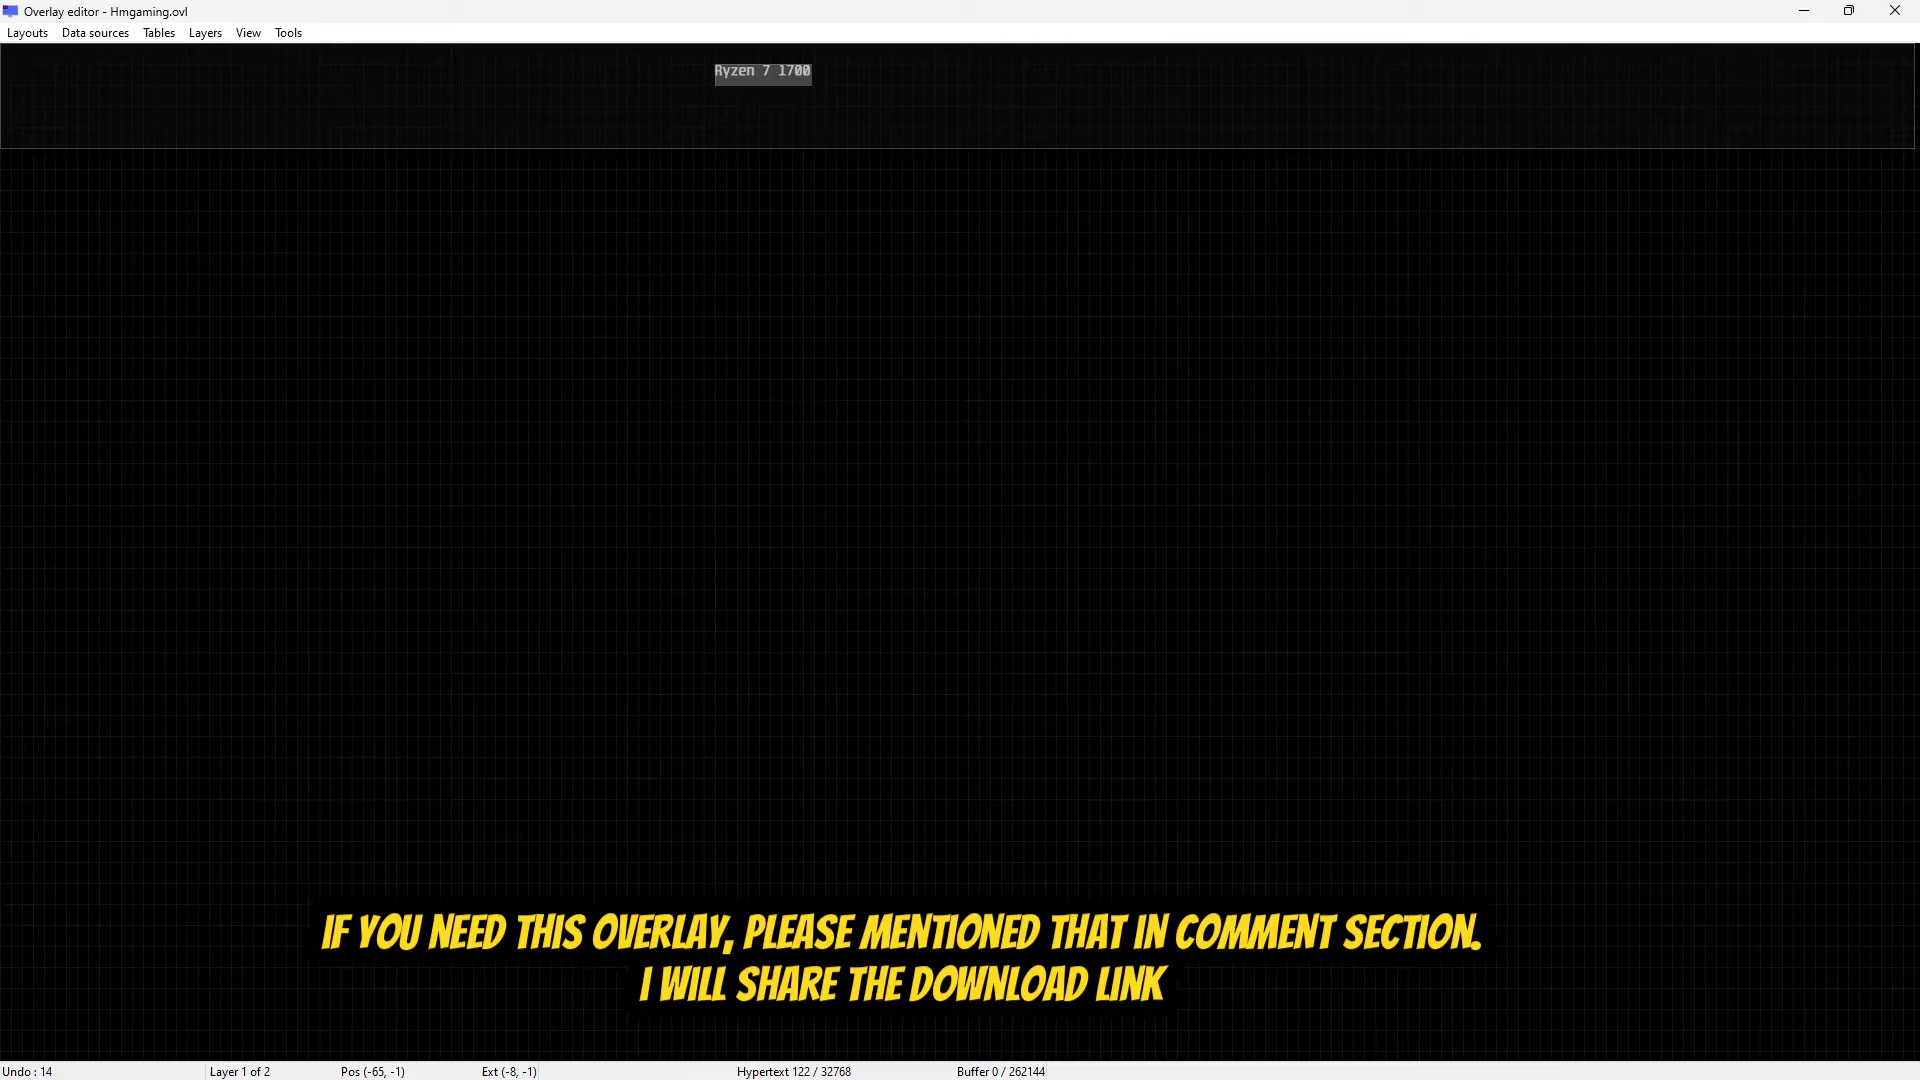 Overlay editor - Hmgaming.ovl
Layouts Data sources Tables Layers View Tools
Ryzen 7 1700
IF YOU NEED THIS OVERLAY, PLEASE MENTIONED THAT IN COMMENT SECTION.
I WILL SHARE THE DOWNLOAD LINK
Undo : 14 Layer 1 of 2 Pos (-65, -1) Ext (-8, -1) Hypertext 122 / 32768 Buffer 0 / 262144